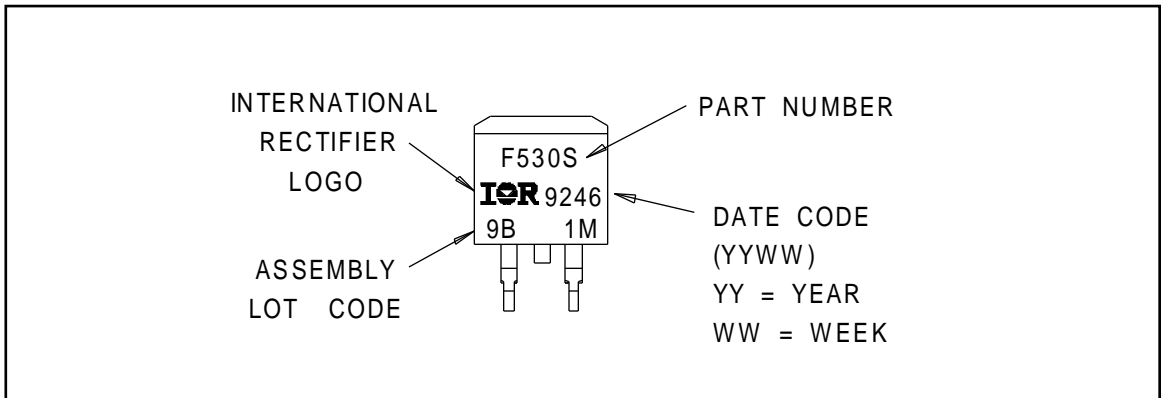 INTERNATIONAL
RECTIFIER
LOGO
ASSEMBLY
LOT CODE
F530S
IOR 9246
9B 1M
PART NUMBER
DATE CODE
(YYWW)
YY = YEAR
WW = WEEK